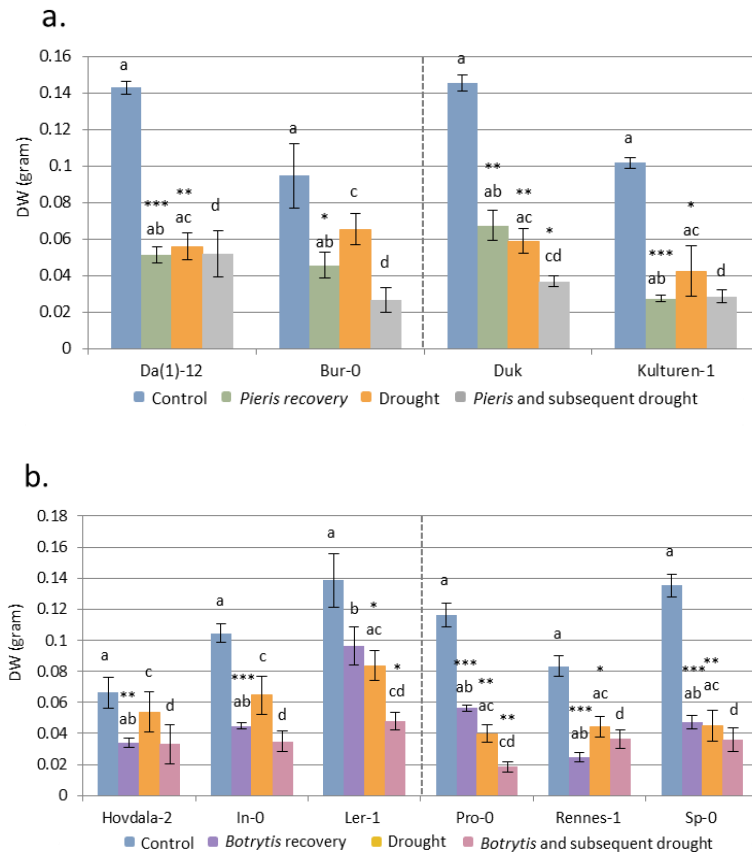 a.
0.16
0.14
0.12
0.1
0.08
0.06
0.04
0.02
0
DW (gram)
a
***
ab
**
ac
d
a
*
ab
c
d
a
**
ab
**
ac
*
cd
a
***
ab
*
ac
d
Da(1)-12 Bur-0 Duk Kulturen-1
Control Pieris recovery Drought Pieris and subsequent drought
b.
0.18
0.16
0.14
0.12
0.1
0.08
0.06
0.04
0.02
0
DW (gram)
a
**
ab
c
d
a
***
ab
c
d
a
b
*
ac
*
cd
a
***
ab
**
ac
**
cd
a
***
ab
*
ac
d
a
***
ab
**
ac
d
Hovdala-2 In-0 Ler-1 Pro-0 Rennes-1 Sp-0
Control Botrytis recovery Drought Botrytis and subsequent drought